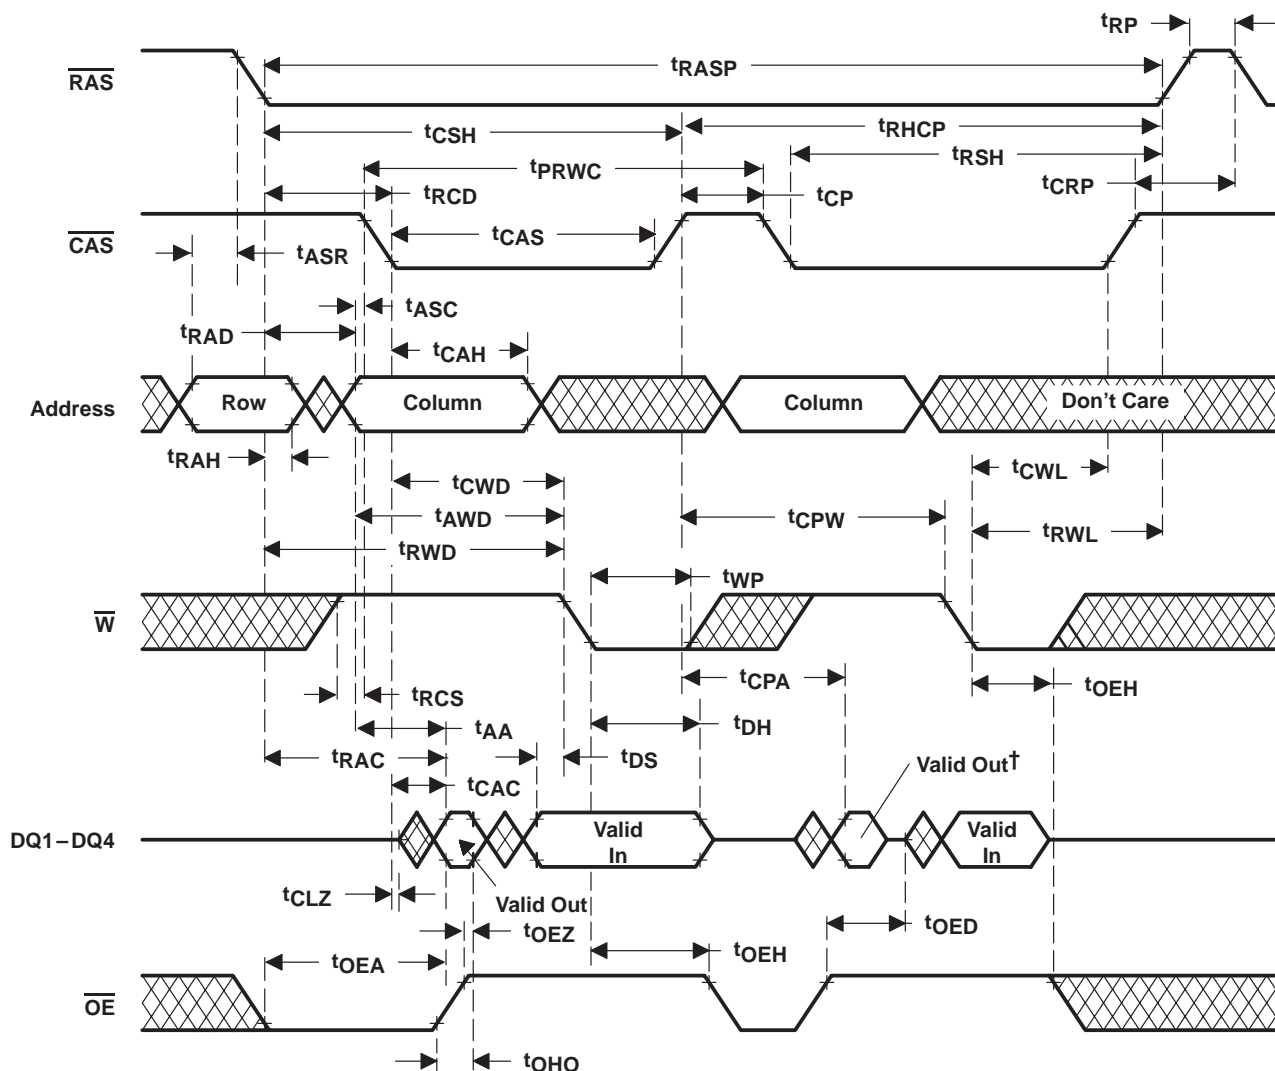 tRP
RAS
tRASP
tCSH
tRHCP
tRSH
tPRWC
tRCD
tCP
tCRP
CAS
tCAS
tASR
tASC
tRAD
tCAH
Address
Row
Column
Column
Don't Care
tRAH
tCWD
tCWL
tAWD
tCPW
tRWL
tRWD
tWP
W
tRCS
tCPA
tOEH
tAA
tDH
tRAC
tDS
Valid Out†
tCAC
DQ1–DQ4
Valid
In
Valid
In
tCLZ
Valid Out
tOEZ
tOED
tOEA
tOEH
OE
tOHO